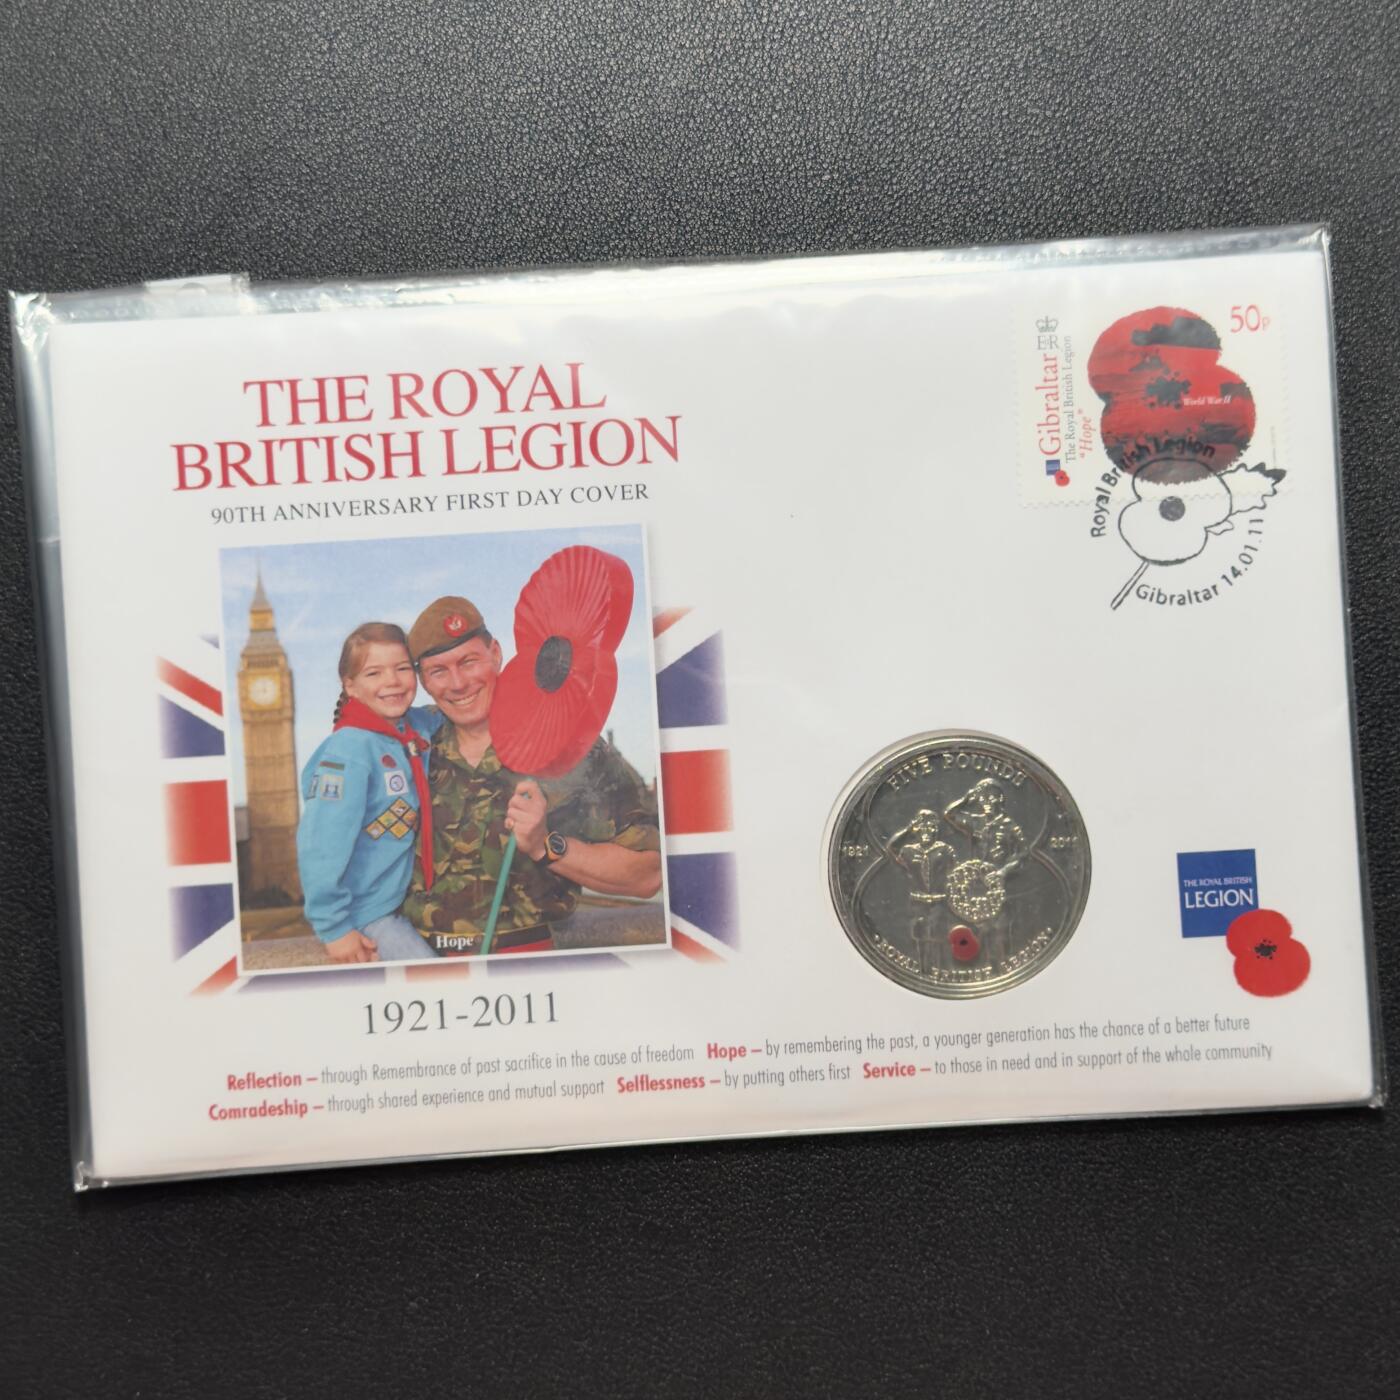 THE ROYAL
BRITISH LEGION
90TH ANNIVERSARY FIRST DAY COVER
50P
Gibraltar
The Royal British Legion
"Hope"
World War II
Royal British Legion
Gibraltar 14.01.11
Hope
FIVE POUNDS
1921 2011
•ROYAL BRITISH LEGION•
THE ROYAL BRITISH
LEGION
1921-2011
Reflection – through Remembrance of past sacrifice in the cause of freedom Hope – by remembering the past, a younger generation has the chance of a better future
Comradeship – through shared experience and mutual support Selflessness – by putting others first Service – to those in need and in support of the whole community